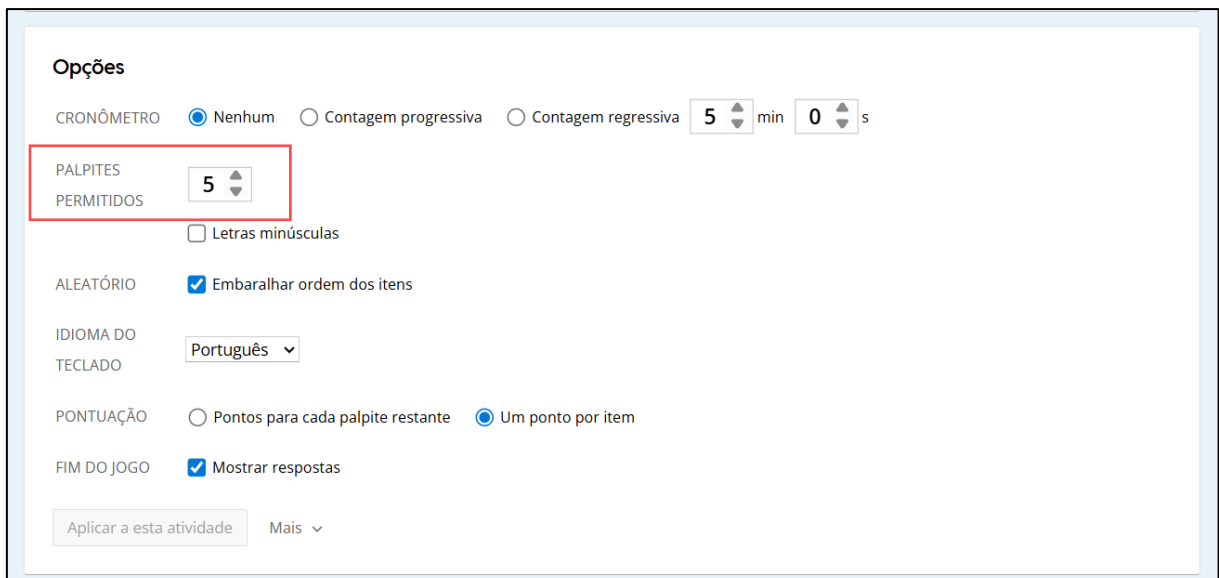 Opções
CRONÔMETRO Nenhum Contagem progressiva Contagem regressiva 5 min 0 s
PALPITES
PERMITIDOS 5
Letras minúsculas
ALEATÓRIO Embaralhar ordem dos itens
IDIOMA DO
TECLADO Português
PONTUAÇÃO Pontos para cada palpite restante Um ponto por item
FIM DO JOGO Mostrar respostas
Aplicar a esta atividade Mais